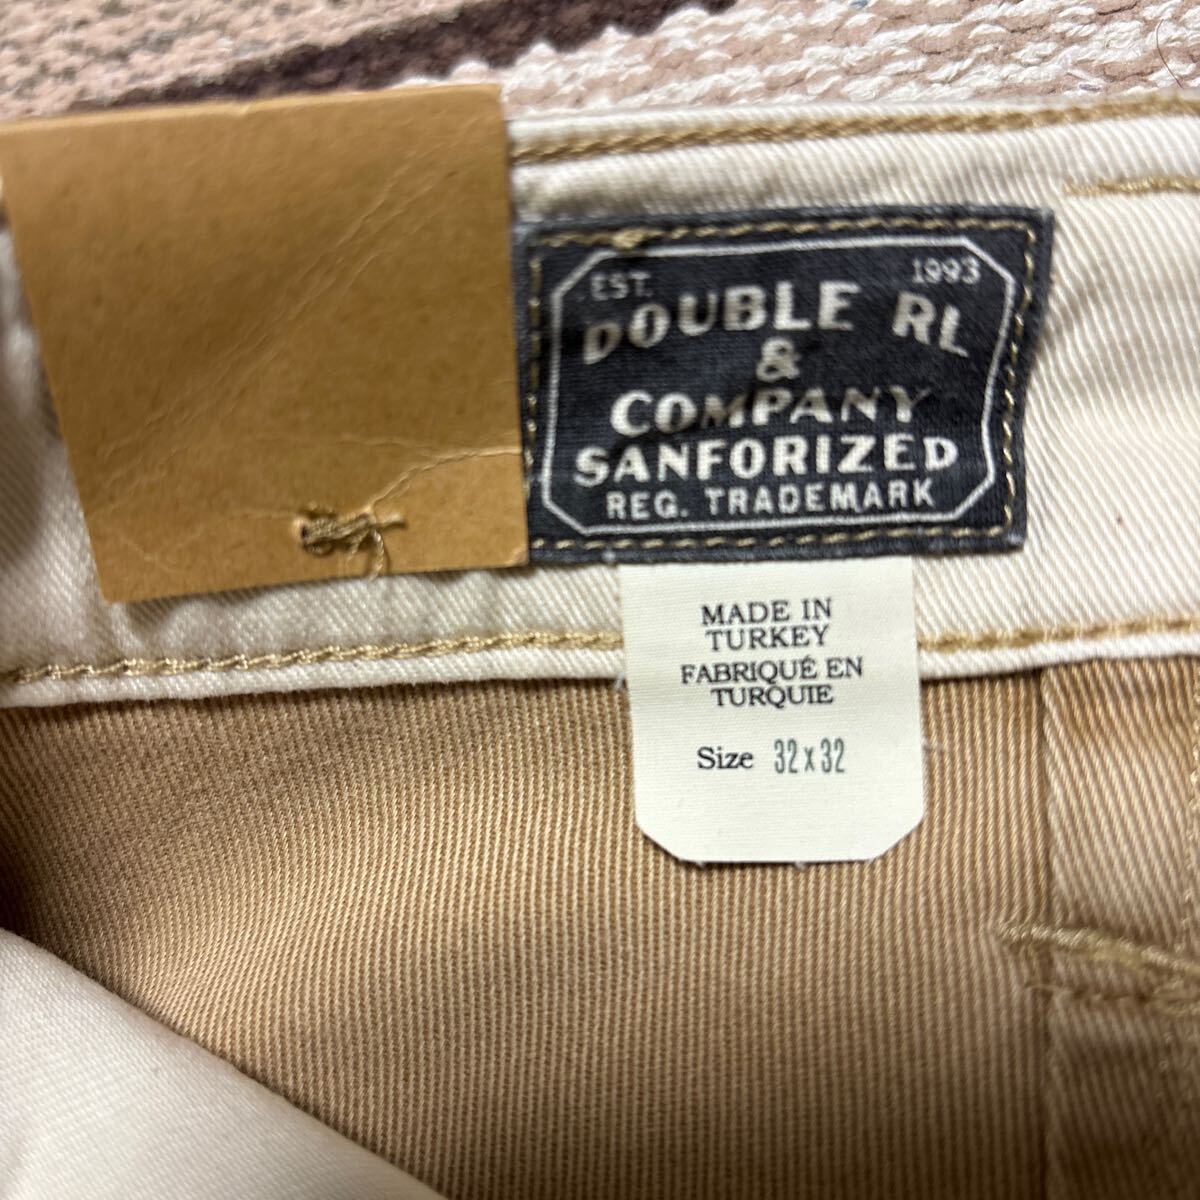 EST. 1993
DOUBLE RL
&
COMPANY
SANFORIZED
REG. TRADEMARK
MADE IN
TURKEY
FABRIQUÉ EN
TURQUIE
Size 32 x 32